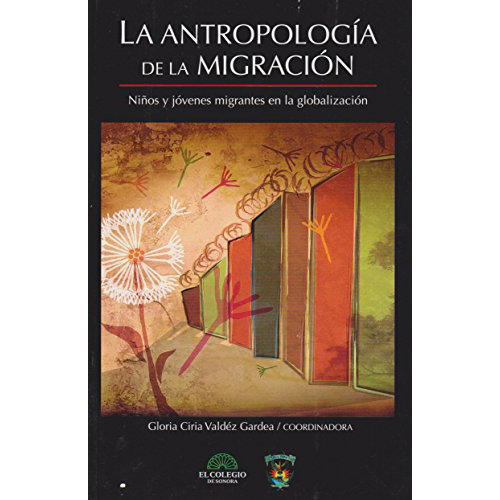 LA ANTROPOLOGÍA
DE LA MIGRACIÓN
Niños y jóvenes migrantes en la globalización
Gloria Ciria Valdéz Gardea / COORDINADORA
EL COLEGIO
DE SONORA